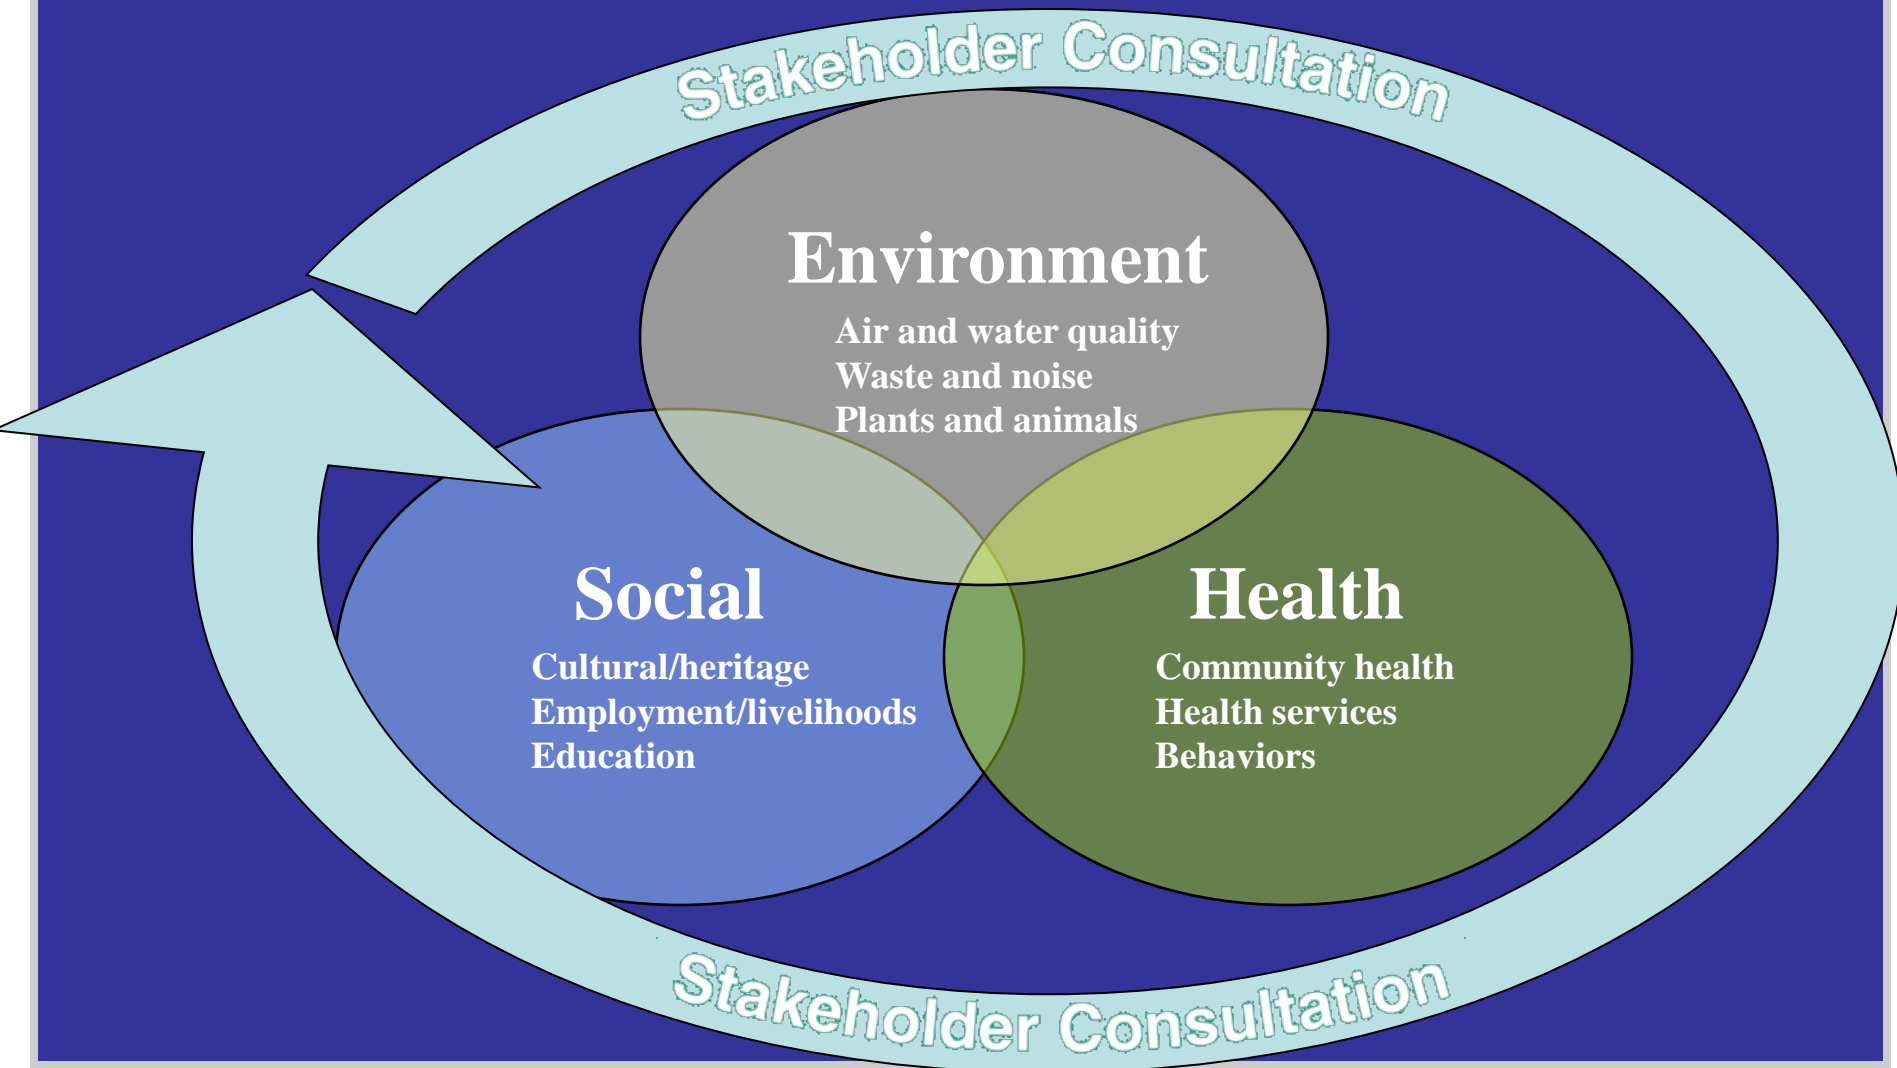 Stakeholder Consultation
Environment
Air and water quality
Waste and noise
Plants and animals
Social
Cultural/heritage
Employment/livelihoods
Education
Health
Community health
Health services
Behaviors
Stakeholder Consultation